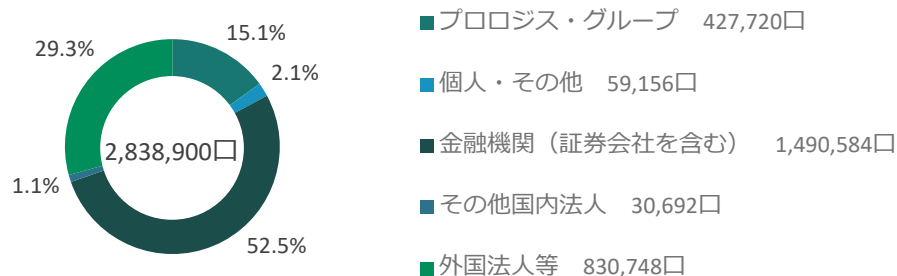 15.1%
2.1%
52.5%
1.1%
29.3%
2,838,900口
プロロジス・グループ 427,720口
個人・その他 59,156口
金融機関（証券会社を含む） 1,490,584口
その他国内法人 30,692口
外国法人等 830,748口